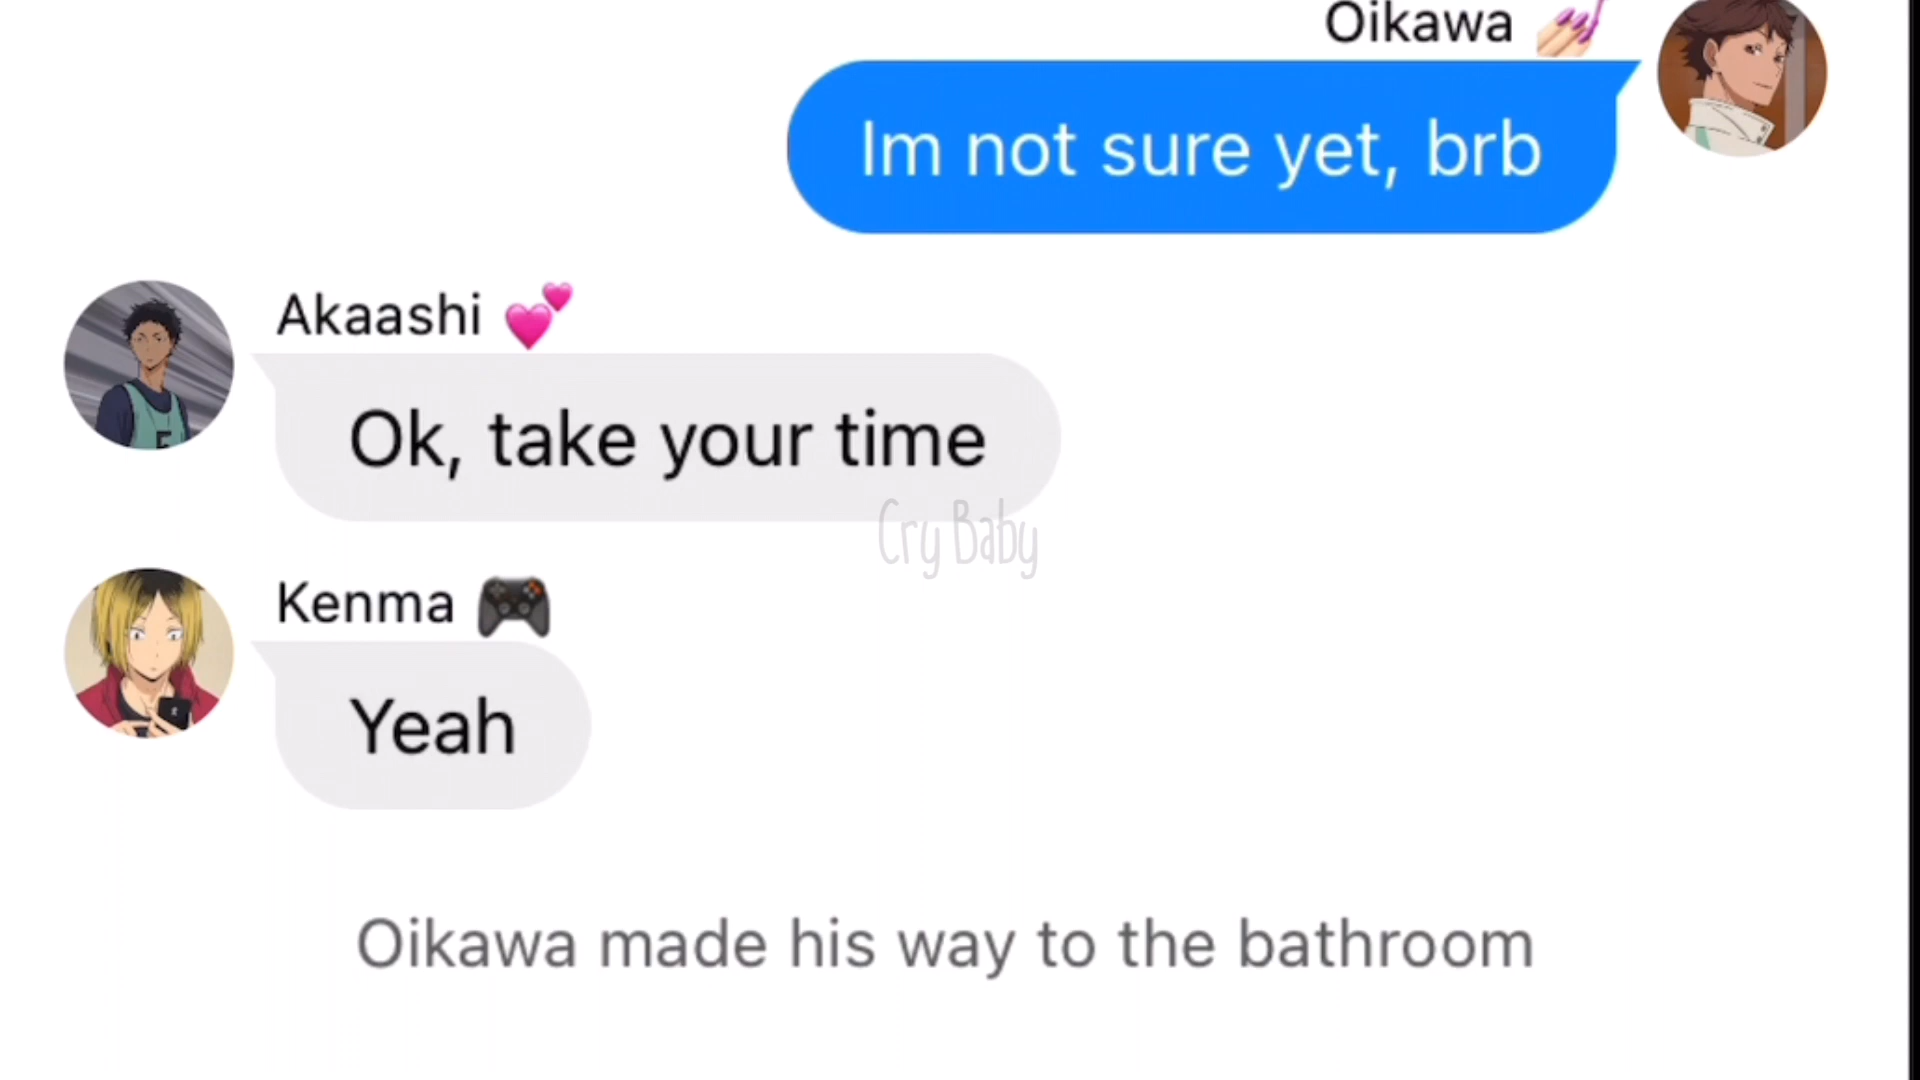 Oikawa 💅🏻
Im not sure yet, brb
Akaashi 💕
Ok, take your time
Cry Baby
Kenma 🎮
Yeah
Oikawa made his way to the bathroom